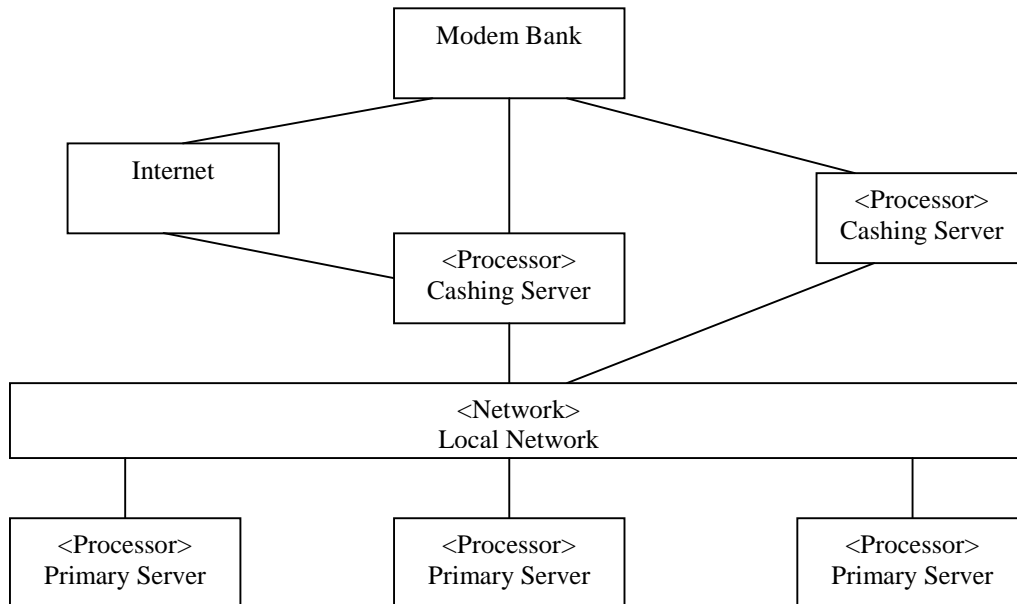 Modem Bank
Internet
<Processor>
Cashing Server
<Processor>
Cashing Server
<Network>
Local Network
<Processor>
Primary Server
<Processor>
Primary Server
<Processor>
Primary Server